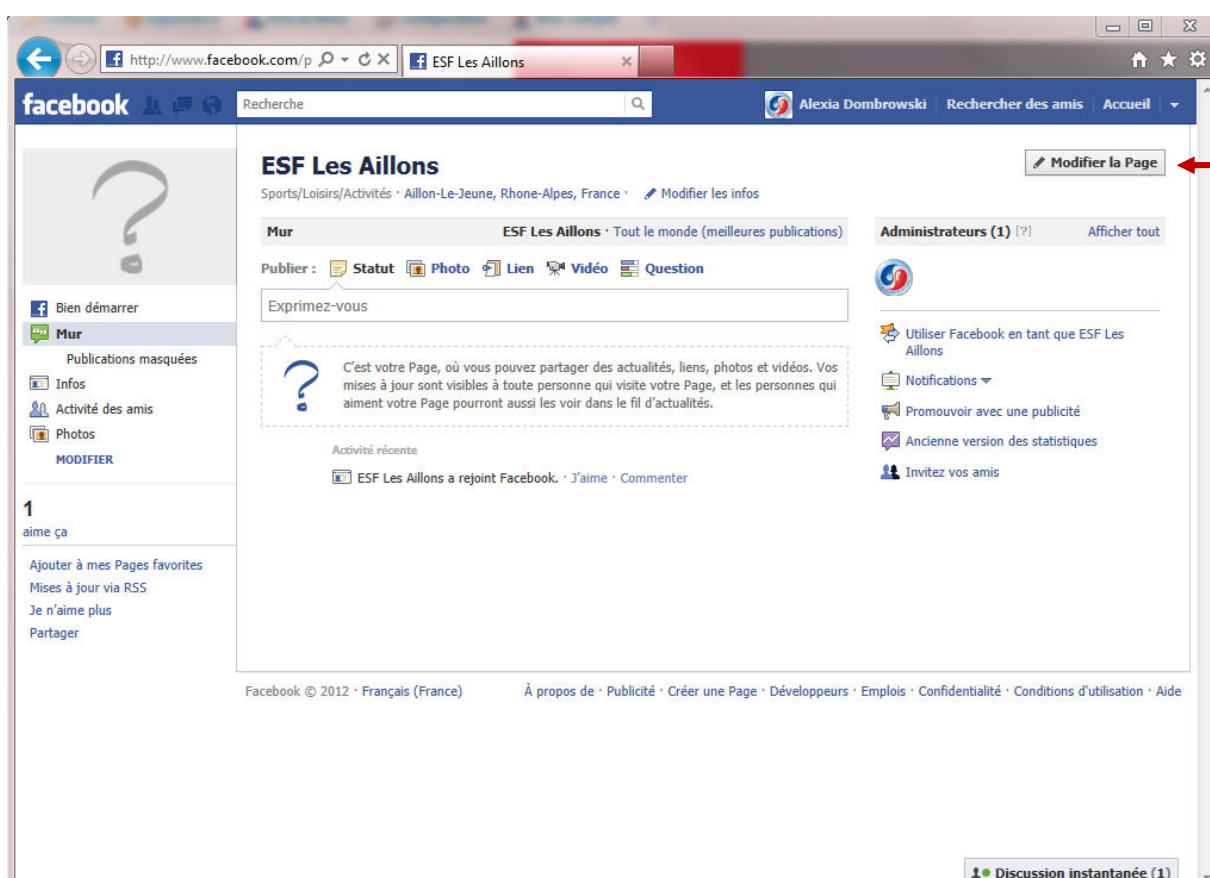 http://www.facebook.com/p
ESF Les Aillons
facebook
Recherche
Alexia Dombrowski
Rechercher des amis
Accueil
ESF Les Aillons
Modifier la Page
Sports/Loisirs/Activités · Aillon-Le-Jeune, Rhone-Alpes, France · Modifier les infos
Mur
ESF Les Aillons · Tout le monde (meilleures publications)
Publier : Statut Photo Lien Vidéo Question
Exprimez-vous
C'est votre Page, où vous pouvez partager des actualités, liens, photos et vidéos. Vos
mises à jour sont visibles à toute personne qui visite votre Page, et les personnes qui
aiment votre Page pourront aussi les voir dans le fil d'actualités.
Activité récente
ESF Les Aillons a rejoint Facebook. · J'aime · Commenter
Administrateurs (1) [?]
Afficher tout
Utiliser Facebook en tant que ESF Les
Aillons
Notifications
Promouvoir avec une publicité
Ancienne version des statistiques
Invitez vos amis
Bien démarrer
Mur
Publications masquées
Infos
Activité des amis
Photos
MODIFIER
1
aime ça
Ajouter à mes Pages favorites
Mises à jour via RSS
Je n'aime plus
Partager
Facebook © 2012 · Français (France)
À propos de · Publicité · Créer une Page · Développeurs · Emplois · Confidentialité · Conditions d'utilisation · Aide
Discussion instantanée (1)